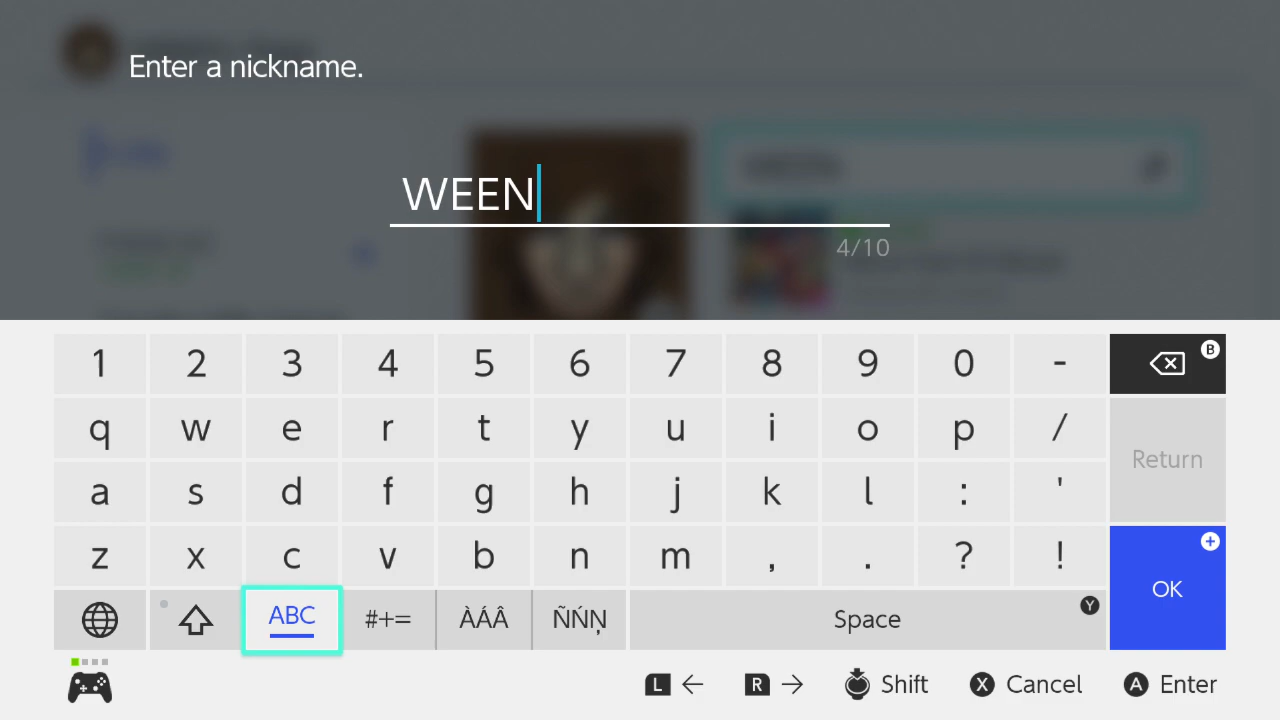 Enter a nickname.
WEEN
4/10
1 2 3 4 5 6 7 8 9 0 - B
q w e r t y u i o p / Return
a s d f g h j k l : '
z x c v b n m , . ? ! + OK
ABC #+= ÀÁÂ ÑŃŅ Space Y
L ← R → Shift X Cancel A Enter